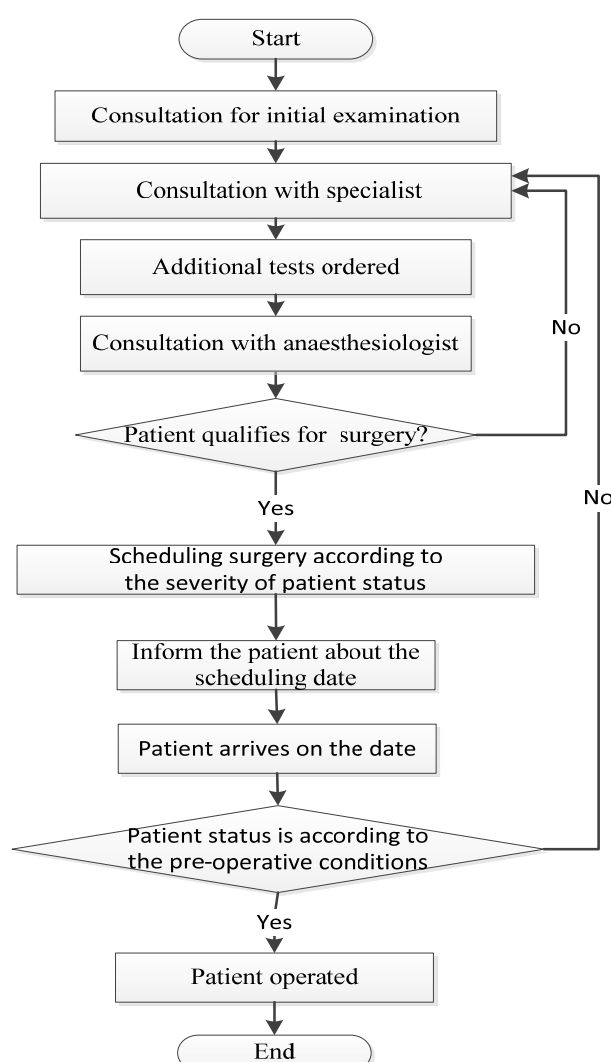 Start
Consultation for initial examination
Consultation with specialist
Additional tests ordered
Consultation with anaesthesiologist
No
Patient qualifies for surgery?
No
Yes
Scheduling surgery according to
the severity of patient status
Inform the patient about the
scheduling date
Patient arrives on the date
Patient status is according to
the pre-operative conditions
Yes
Patient operated
End